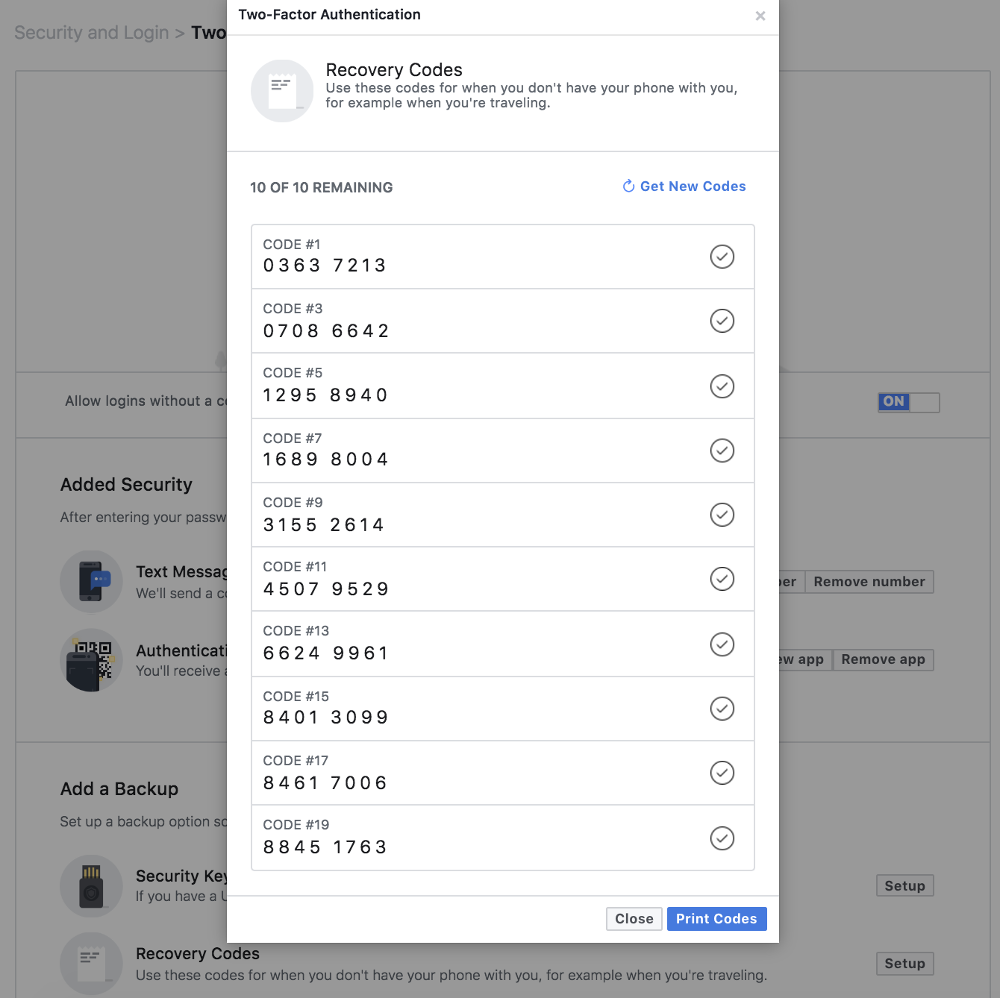 Two-Factor Authentication
Security and Login > Two
Recovery Codes
Use these codes for when you don't have your phone with you,
for example when you're traveling.
10 OF 10 REMAINING
Get New Codes
CODE #1
0363 7213
CODE #3
0708 6642
CODE #5
1295 8940
CODE #7
1689 8004
CODE #9
3155 2614
CODE #11
4507 9529
CODE #13
6624 9961
CODE #15
8401 3099
CODE #17
8461 7006
CODE #19
8845 1763
Close
Print Codes
Allow logins without a
ON
Added Security
After entering your
Text
We'll send a
Remove number
You'll receive
app
Remove app
Add a Backup
Set up a backup option
Security
If you have a
Setup
Recovery Codes
Use these codes for when you don't have your phone with you, for example when you're traveling.
Setup